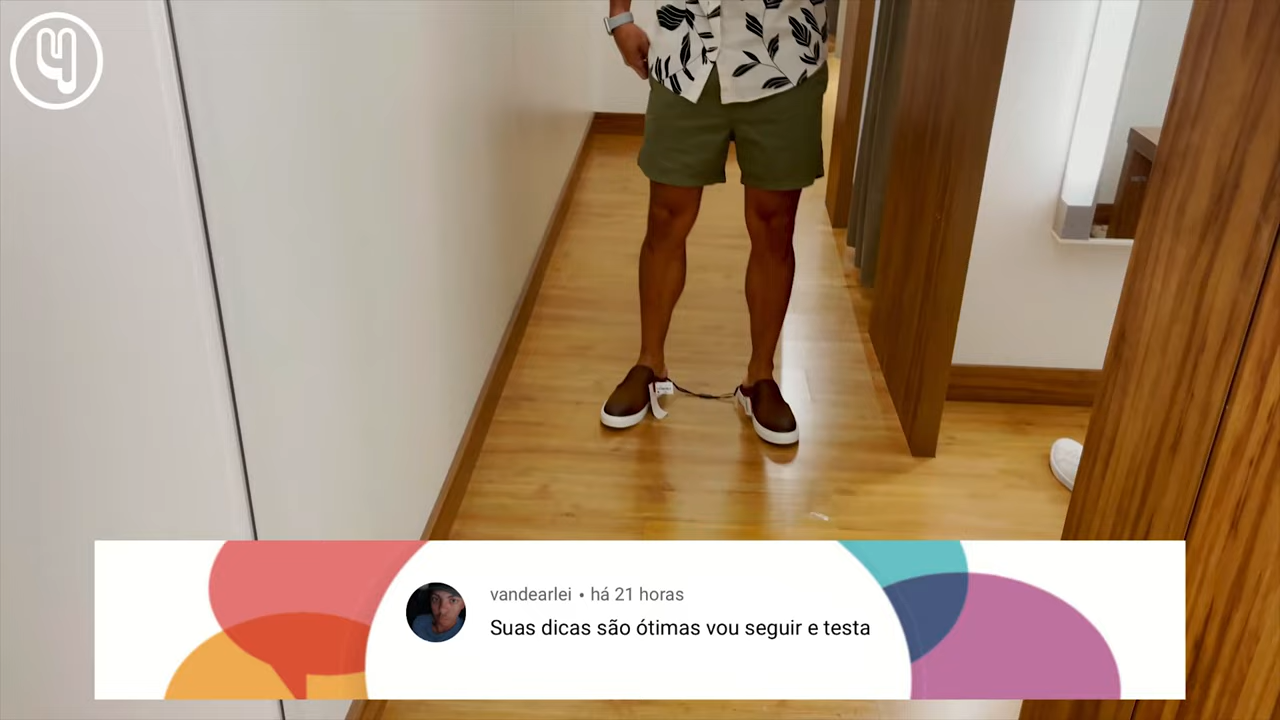 vandearlei • há 21 horas
Suas dicas são ótimas vou seguir e testa